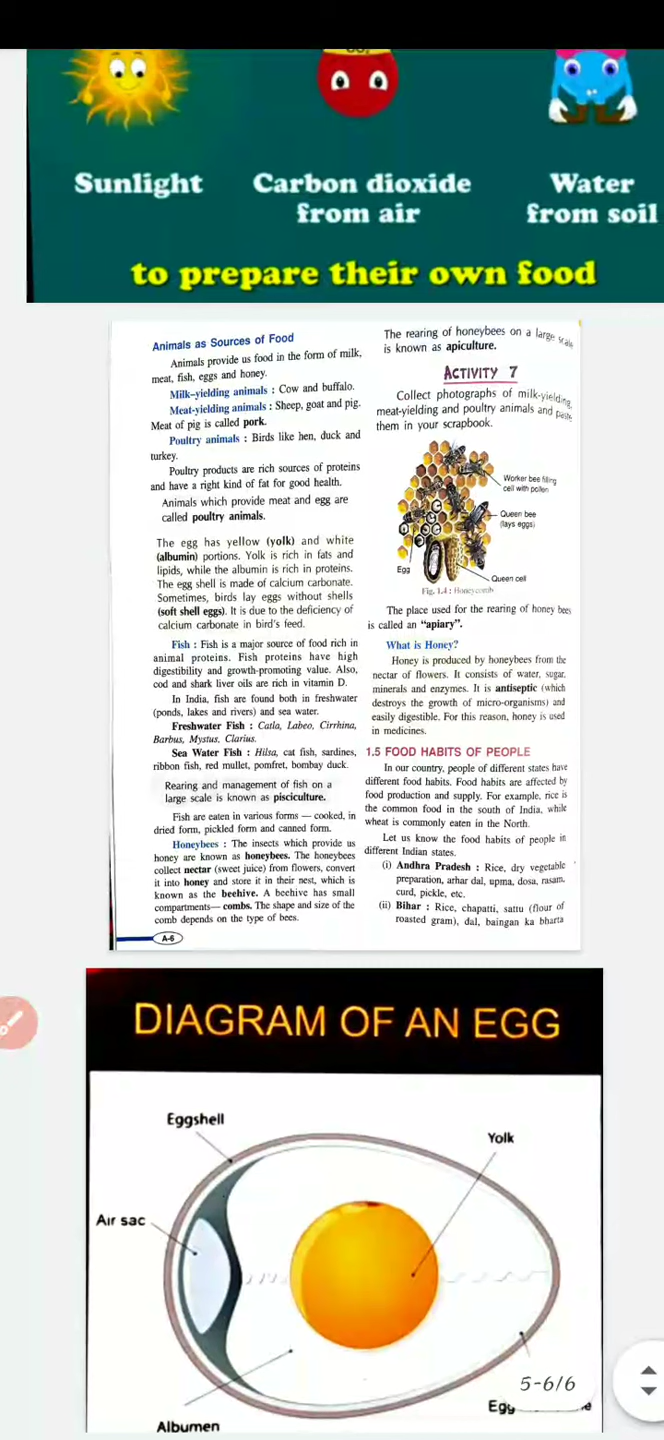 CO₂
Sunlight
Carbon dioxide
from air
Water
from soil
to prepare their own food
Animals as Sources of Food
Animals provide us food in the form of milk,
meat, fish, eggs and honey.
Milk–yielding animals : Cow and buffalo.
Meat-yielding animals : Sheep, goat and pig.
Meat of pig is called pork.
Poultry animals : Birds like hen, duck and
turkey.
Poultry products are rich sources of proteins
and have a right kind of fat for good health.
Animals which provide meat and egg are
called poultry animals.
The egg has yellow (yolk) and white
(albumin) portions. Yolk is rich in fats and
lipids, while the albumin is rich in proteins.
The egg shell is made of calcium carbonate.
Sometimes, birds lay eggs without shells
(soft shell eggs). It is due to the deficiency of
calcium carbonate in bird's feed.
Fish : Fish is a major source of food rich in
animal proteins. Fish proteins have high
digestibility and growth-promoting value. Also,
cod and shark liver oils are rich in vitamin D.
In India, fish are found both in freshwater
(ponds, lakes and rivers) and sea water.
Freshwater Fish : Catla, Labeo, Cirrhina,
Barbus, Mystus, Clarius.
Sea Water Fish : Hilsa, cat fish, sardines,
ribbon fish, red mullet, pomfret, bombay duck.
Rearing and management of fish on a
large scale is known as pisciculture.
Fish are eaten in various forms — cooked, in
dried form, pickled form and canned form.
Honeybees : The insects which provide us
honey are known as honeybees. The honeybees
collect nectar (sweet juice) from flowers, convert
it into honey and store it in their nest, which is
known as the beehive. A beehive has small
compartments— combs. The shape and size of the
comb depends on the type of bees.
A-6
The rearing of honeybees on a large scale
is known as apiculture.
ACTIVITY 7
Collect photographs of milk-yielding,
meat-yielding and poultry animals and paste
them in your scrapbook.
Worker bee filling
cell with pollen
Queen bee
(lays eggs)
Egg
Queen cell
Fig. 1.4 : Honeycomb
The place used for the rearing of honey bees
is called an “apiary”.
What is Honey?
Honey is produced by honeybees from the
nectar of flowers. It consists of water, sugar,
minerals and enzymes. It is antiseptic (which
destroys the growth of micro-organisms) and
easily digestible. For this reason, honey is used
in medicines.
1.5 FOOD HABITS OF PEOPLE
In our country, people of different states have
different food habits. Food habits are affected by
food production and supply. For example, rice is
the common food in the south of India, while
wheat is commonly eaten in the North.
Let us know the food habits of people in
different Indian states.
(i) Andhra Pradesh : Rice, dry vegetable
preparation, arhar dal, upma, dosa, rasam,
curd, pickle, etc.
(ii) Bihar : Rice, chapatti, sattu (flour of
roasted gram), dal, baingan ka bharta
DIAGRAM OF AN EGG
Eggshell
Yolk
Air sac
Albumen
5-6/6